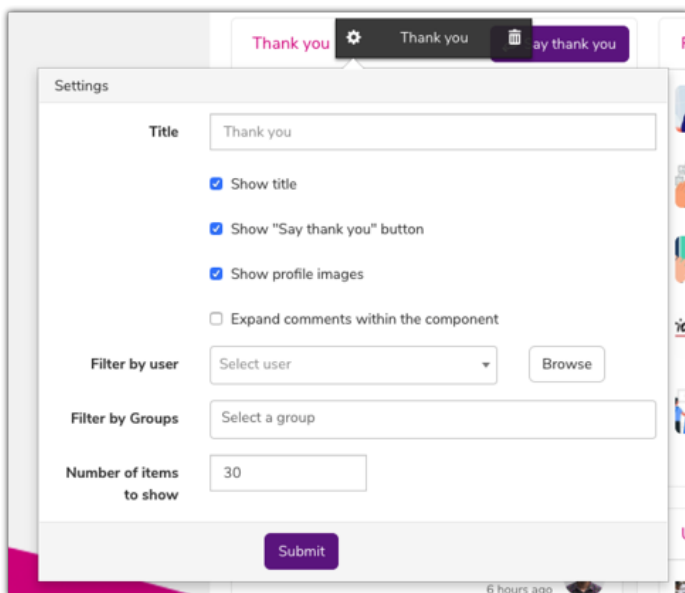 Thank you
Thank you
ay thank you
Settings
Title
Thank you
Show title
Show "Say thank you" button
Show profile images
Expand comments within the component
Filter by user
Select user
Browse
Filter by Groups
Select a group
Number of items
to show
30
Submit
6 hours ago